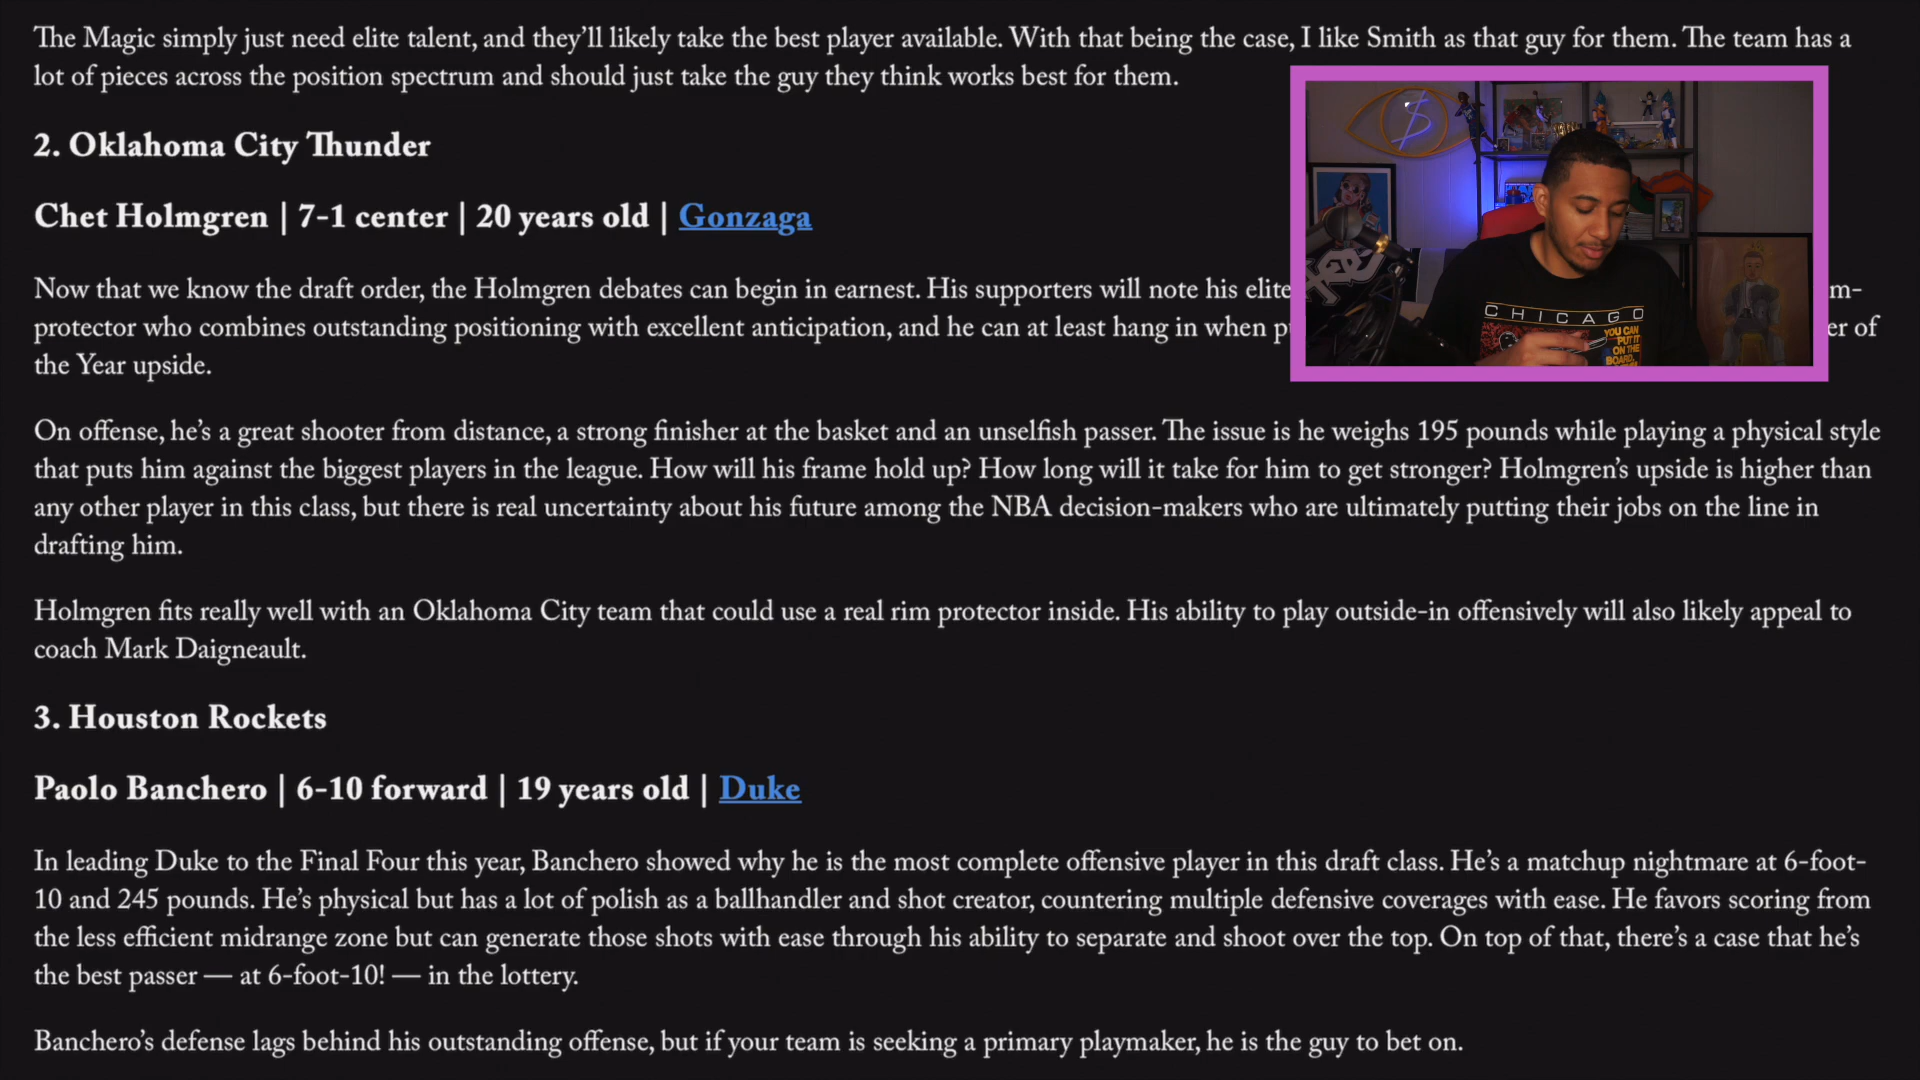 The Magic simply just need elite talent, and they'll likely take the best player available. With that being the case, I like Smith as that guy for them. The team has a
lot of pieces across the position spectrum and should just take the guy they think works best for them.
2. Oklahoma City Thunder
Chet Holmgren | 7-1 center | 20 years old | Gonzaga
Now that we know the draft order, the Holmgren debates can begin in earnest. His supporters will note his elite m-
protector who combines outstanding positioning with excellent anticipation, and he can at least hang in when p er of
the Year upside.
On offense, he's a great shooter from distance, a strong finisher at the basket and an unselfish passer. The issue is he weighs 195 pounds while playing a physical style
that puts him against the biggest players in the league. How will his frame hold up? How long will it take for him to get stronger? Holmgren's upside is higher than
any other player in this class, but there is real uncertainty about his future among the NBA decision-makers who are ultimately putting their jobs on the line in
drafting him.
Holmgren fits really well with an Oklahoma City team that could use a real rim protector inside. His ability to play outside-in offensively will also likely appeal to
coach Mark Daigneault.
3. Houston Rockets
Paolo Banchero | 6-10 forward | 19 years old | Duke
In leading Duke to the Final Four this year, Banchero showed why he is the most complete offensive player in this draft class. He's a matchup nightmare at 6-foot-
10 and 245 pounds. He's physical but has a lot of polish as a ballhandler and shot creator, countering multiple defensive coverages with ease. He favors scoring from
the less efficient midrange zone but can generate those shots with ease through his ability to separate and shoot over the top. On top of that, there's a case that he's
the best passer — at 6-foot-10! — in the lottery.
Banchero's defense lags behind his outstanding offense, but if your team is seeking a primary playmaker, he is the guy to bet on.
CHICAGO
YOU CAN
PUT IT
ON THE
BOARD,